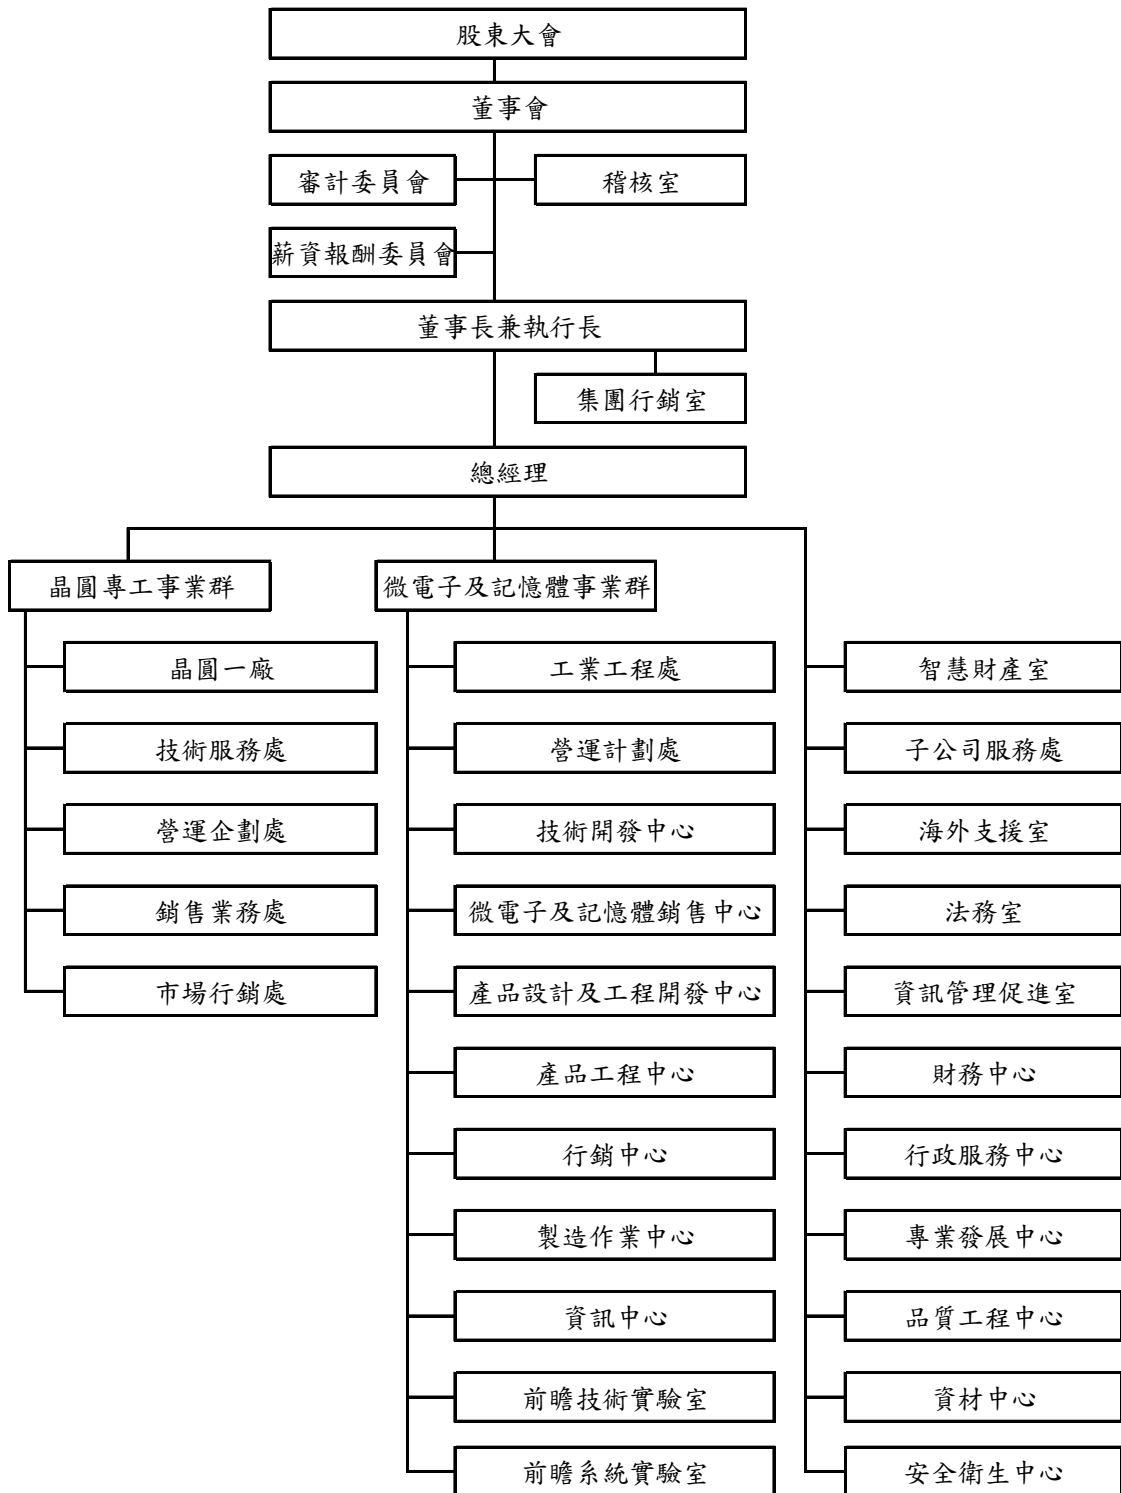 股東大會
董事會
審計委員會
稽核室
薪資報酬委員會
董事長兼執行長
集團行銷室
總經理
晶圓專工事業群
微電子及記憶體事業群
晶圓一廠
技術服務處
營運企劃處
銷售業務處
市場行銷處
工業工程處
營運計劃處
技術開發中心
微電子及記憶體銷售中心
產品設計及工程開發中心
產品工程中心
行銷中心
製造作業中心
資訊中心
前瞻技術實驗室
前瞻系統實驗室
智慧財產室
子公司服務處
海外支援室
法務室
資訊管理促進室
財務中心
行政服務中心
專業發展中心
品質工程中心
資材中心
安全衛生中心